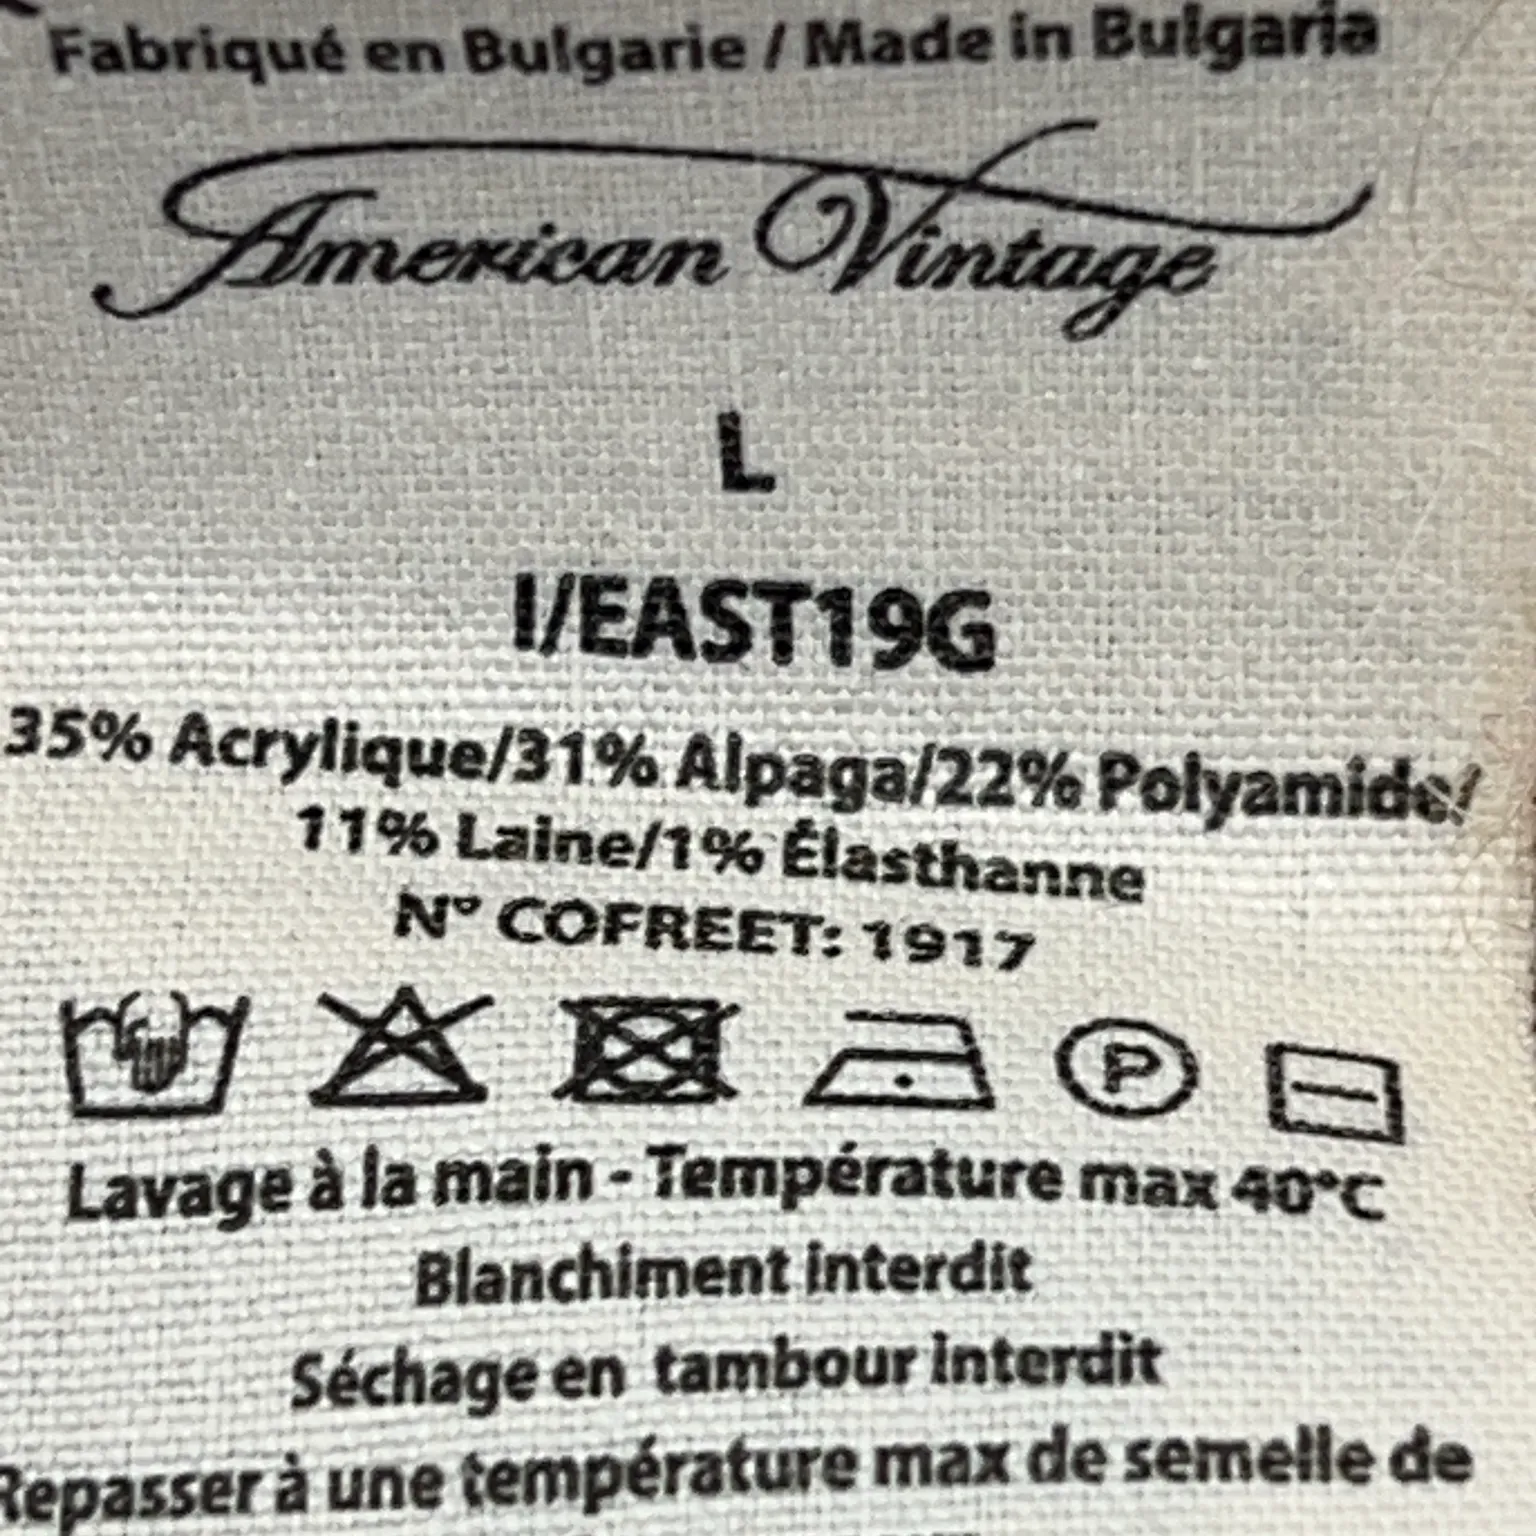 Fabriqué en Bulgarie / Made in Bulgaria
American Vintage
L
I/EAST19G
35% Acrylique/31% Alpaga/22% Polyamide/
11% Laine/1% Élasthanne
N° COFREET: 1917
P
Lavage à la main - Température max 40°C
Blanchiment interdit
Séchage en tambour interdit
Repasser à une température max de semelle de